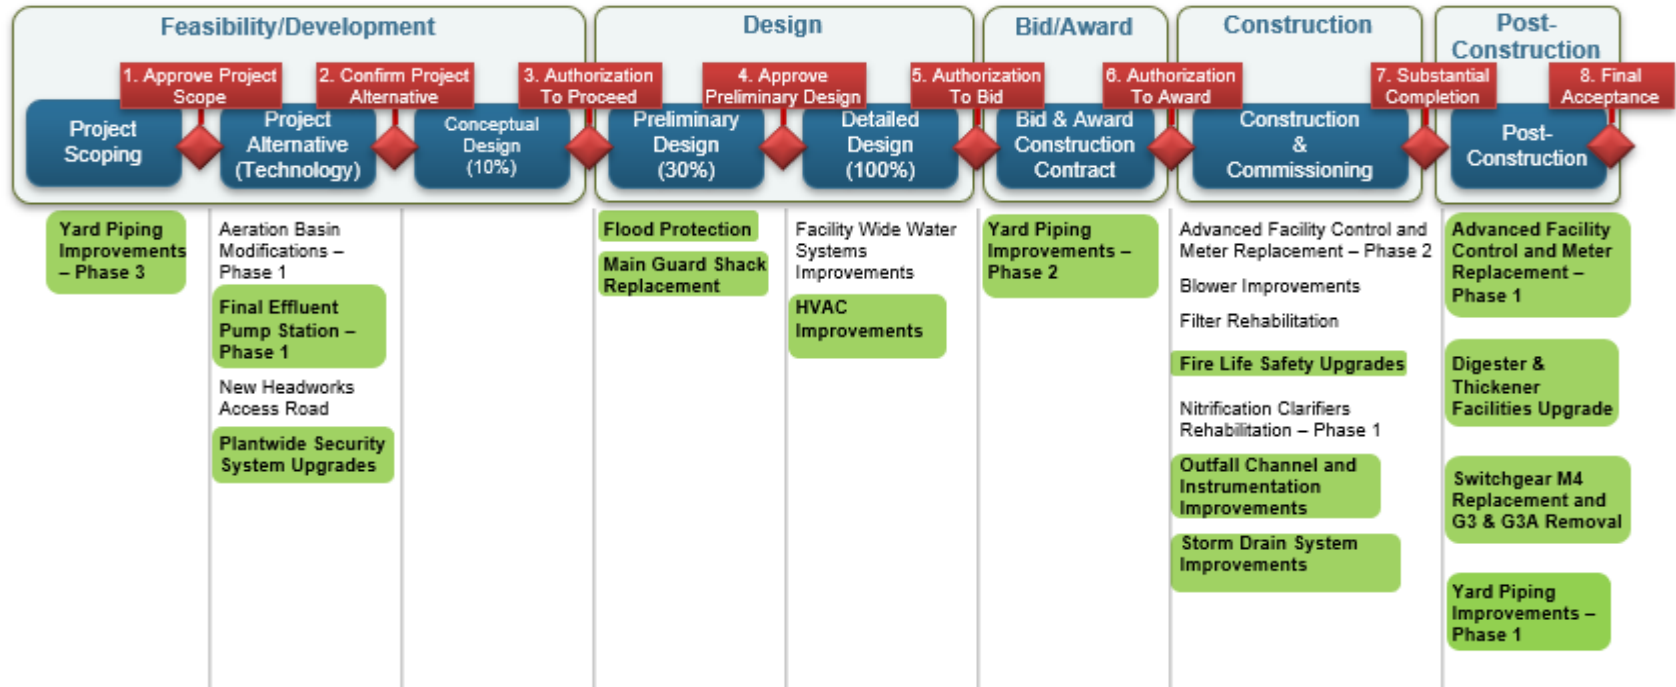 Feasibility/Development
Design
Bid/Award
Construction
Post-
Construction
1. Approve Project
Scope
2. Confirm Project
Alternative
3. Authorization
To Proceed
4. Approve
Preliminary Design
5. Authorization
To Bid
6. Authorization
To Award
7. Substantial
Completion
8. Final
Acceptance
Project
Scoping
Project
Alternative
(Technology)
Conceptual
Design
(10%)
Preliminary
Design
(30%)
Detailed
Design
(100%)
Bid & Award
Construction
Contract
Construction
&
Commissioning
Post-
Construction
Yard Piping
Improvements
– Phase 3
Aeration Basin
Modifications –
Phase 1
Final Effluent
Pump Station –
Phase 1
New Headworks
Access Road
Plantwide Security
System Upgrades
Flood Protection
Main Guard Shack
Replacement
Facility Wide Water
Systems
Improvements
HVAC
Improvements
Yard Piping
Improvements –
Phase 2
Advanced Facility Control and
Meter Replacement – Phase 2
Blower Improvements
Filter Rehabilitation
Fire Life Safety Upgrades
Nitrification Clarifiers
Rehabilitation – Phase 1
Outfall Channel and
Instrumentation
Improvements
Storm Drain System
Improvements
Advanced Facility
Control and Meter
Replacement –
Phase 1
Digester &
Thickener
Facilities Upgrade
Switchgear M4
Replacement and
G3 & G3A Removal
Yard Piping
Improvements –
Phase 1